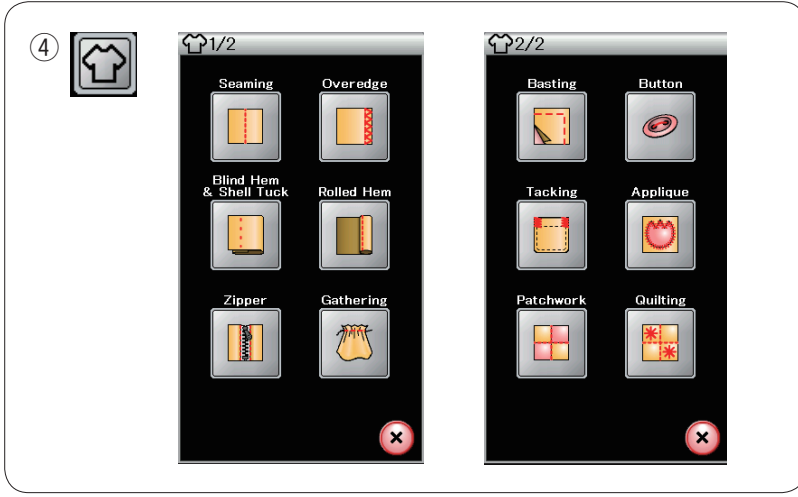 ④
1/2
Seaming Overedge
Blind Hem
& Shell Tuck Rolled Hem
Zipper Gathering
2/2
Basting Button
Tacking Applique
Patchwork Quilting